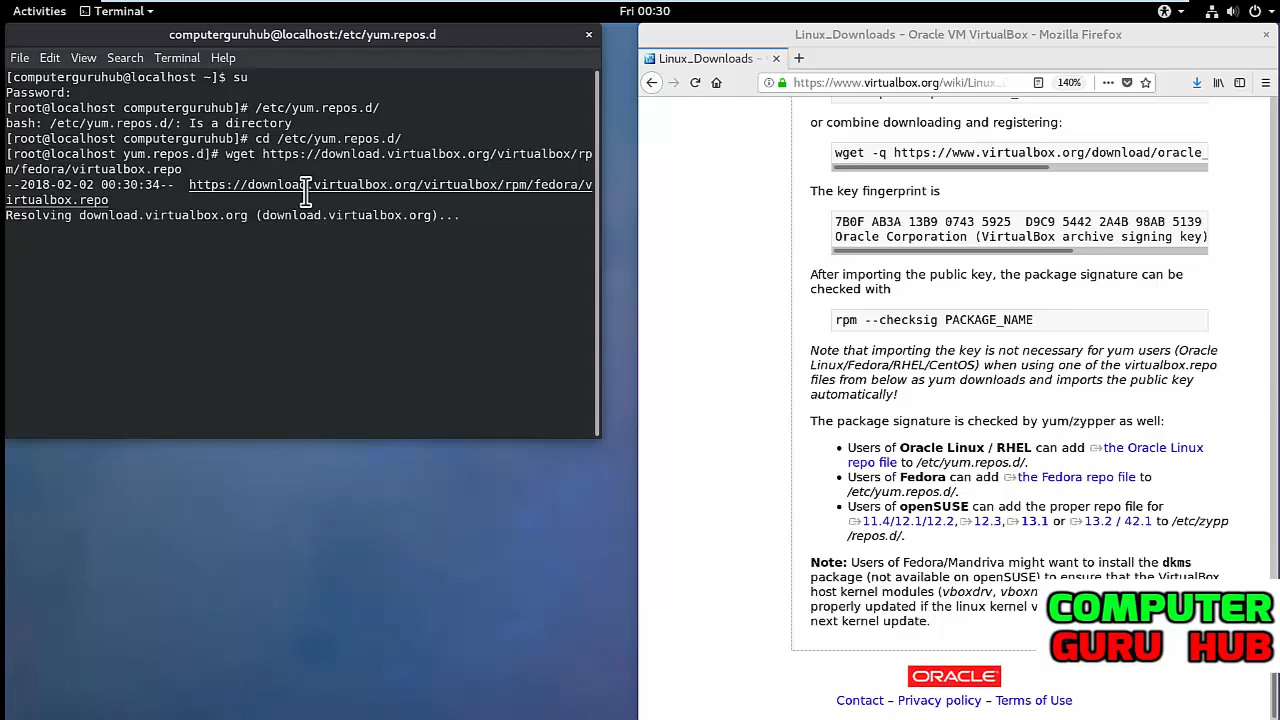 Activities Terminal Fri 00:30
computerguruhub@localhost:/etc/yum.repos.d
File Edit View Search Terminal Help
[computerguruhub@localhost ~]$ su
Password:
[root@localhost computerguruhub]# /etc/yum.repos.d/
bash: /etc/yum.repos.d/: Is a directory
[root@localhost computerguruhub]# cd /etc/yum.repos.d/
[root@localhost yum.repos.d]# wget https://download.virtualbox.org/virtualbox/rp
m/fedora/virtualbox.repo
--2018-02-02 00:30:34-- https://download.virtualbox.org/virtualbox/rpm/fedora/v
irtualbox.repo
Resolving download.virtualbox.org (download.virtualbox.org)...
Linux_Downloads – Oracle VM VirtualBox - Mozilla Firefox
Linux_Downloads –
https://www.virtualbox.org/wiki/Linux_ 140%
or combine downloading and registering:
wget -q https://www.virtualbox.org/download/oracle_
The key fingerprint is
7B0F AB3A 13B9 0743 5925 D9C9 5442 2A4B 98AB 5139
Oracle Corporation (VirtualBox archive signing key)
After importing the public key, the package signature can be
checked with
rpm --checksig PACKAGE_NAME
Note that importing the key is not necessary for yum users (Oracle
Linux/Fedora/RHEL/CentOS) when using one of the virtualbox.repo
files from below as yum downloads and imports the public key
automatically!
The package signature is checked by yum/zypper as well:
• Users of Oracle Linux / RHEL can add the Oracle Linux
repo file to /etc/yum.repos.d/.
• Users of Fedora can add the Fedora repo file to
/etc/yum.repos.d/.
• Users of openSUSE can add the proper repo file for
11.4/12.1/12.2, 12.3, 13.1 or 13.2 / 42.1 to /etc/zypp
/repos.d/.
Note: Users of Fedora/Mandriva might want to install the dkms
package (not available on openSUSE) to ensure that the VirtualBox
host kernel modules (vboxdrv,
properly updated if the linux kernel
next kernel update.
COMPUTER
GURU HUB
ORACLE
Contact – Privacy policy – Terms of Use